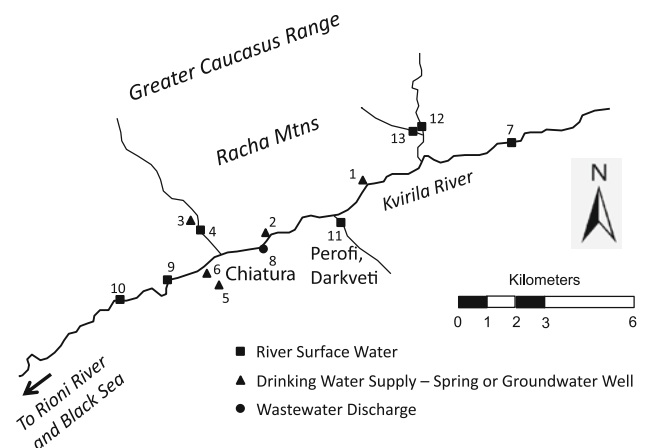 Greater Caucasus Range
Racha Mtns
12
13
7
1
Kvirila River
N
3
4
2
11
8
Perofi,
Darkveti
9
6
Chiatura
5
10
Kilometers
0 1 2 3 6
River Surface Water
Drinking Water Supply – Spring or Groundwater Well
Wastewater Discharge
To Rioni River
and Black Sea